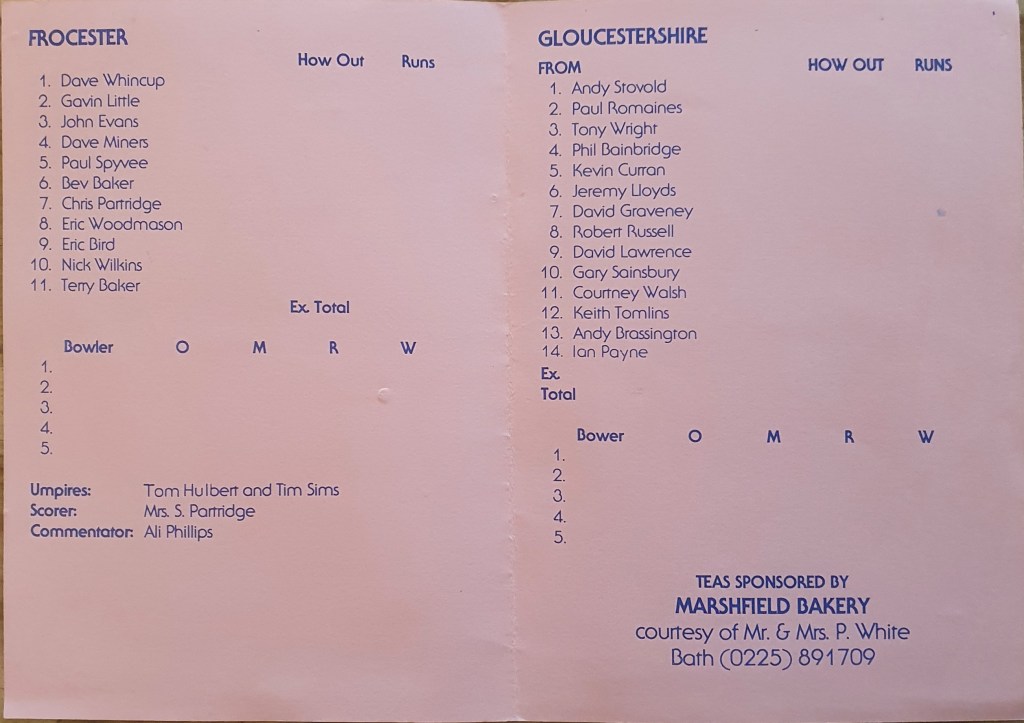 FROCESTER
How Out Runs
1. Dave Whincup
2. Gavin Little
3. John Evans
4. Dave Miners
5. Paul Spyvee
6. Bev Baker
7. Chris Partridge
8. Eric Woodmason
9. Eric Bird
10. Nick Wilkins
11. Terry Baker
Ex. Total
Bowler O M R W
1.
2.
3.
4.
5.
Umpires: Tom Hulbert and Tim Sims
Scorer: Mrs. S. Partridge
Commentator: Ali Phillips
GLOUCESTERSHIRE
FROM HOW OUT RUNS
1. Andy Stovold
2. Paul Romaines
3. Tony Wright
4. Phil Bainbridge
5. Kevin Curran
6. Jeremy Lloyds
7. David Graveney
8. Robert Russell
9. David Lawrence
10. Gary Sainsbury
11. Courtney Walsh
12. Keith Tomlins
13. Andy Brassington
14. Ian Payne
Ex.
Total
Bower O M R W
1.
2.
3.
4.
5.
TEAS SPONSORED BY
MARSHFIELD BAKERY
courtesy of Mr. & Mrs. P. White
Bath (0225) 891709